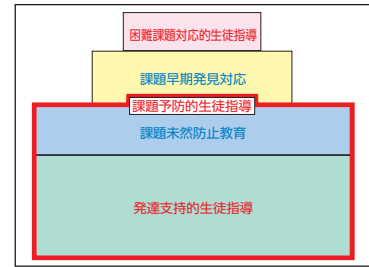 困難課題対応的生徒指導
課題早期発見対応
課題予防的生徒指導
課題未然防止教育
発達支持的生徒指導